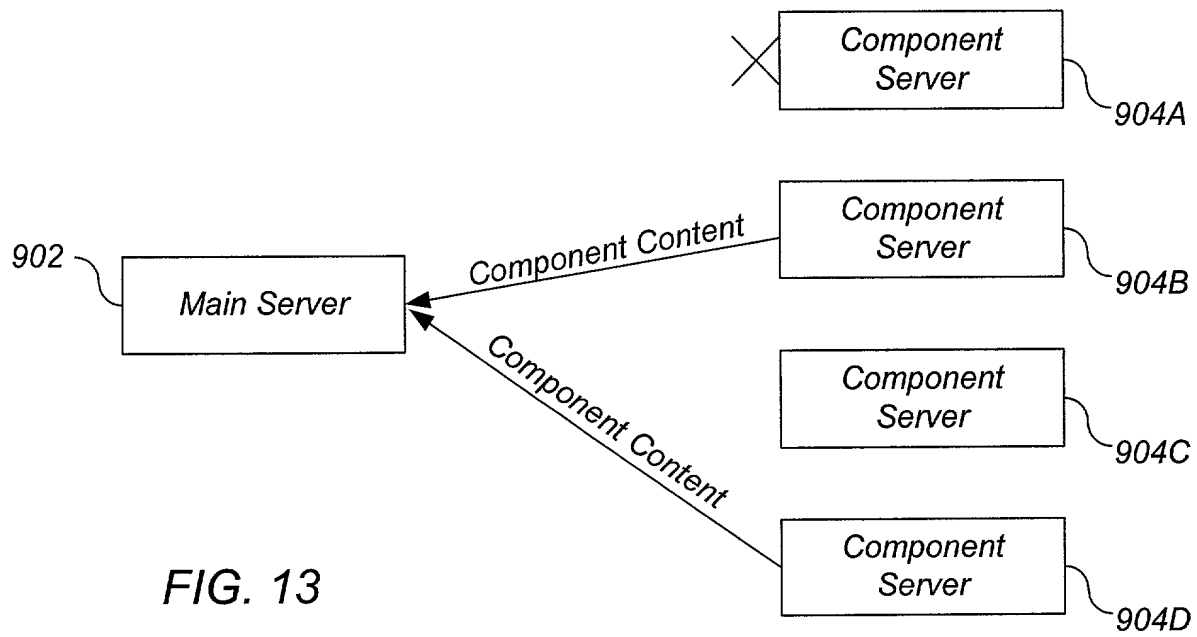 Component
Server
904A
Component
Server
904B
Component Content
902
Main Server
Component Content
Component
Server
904C
Component
Server
904D
FIG. 13